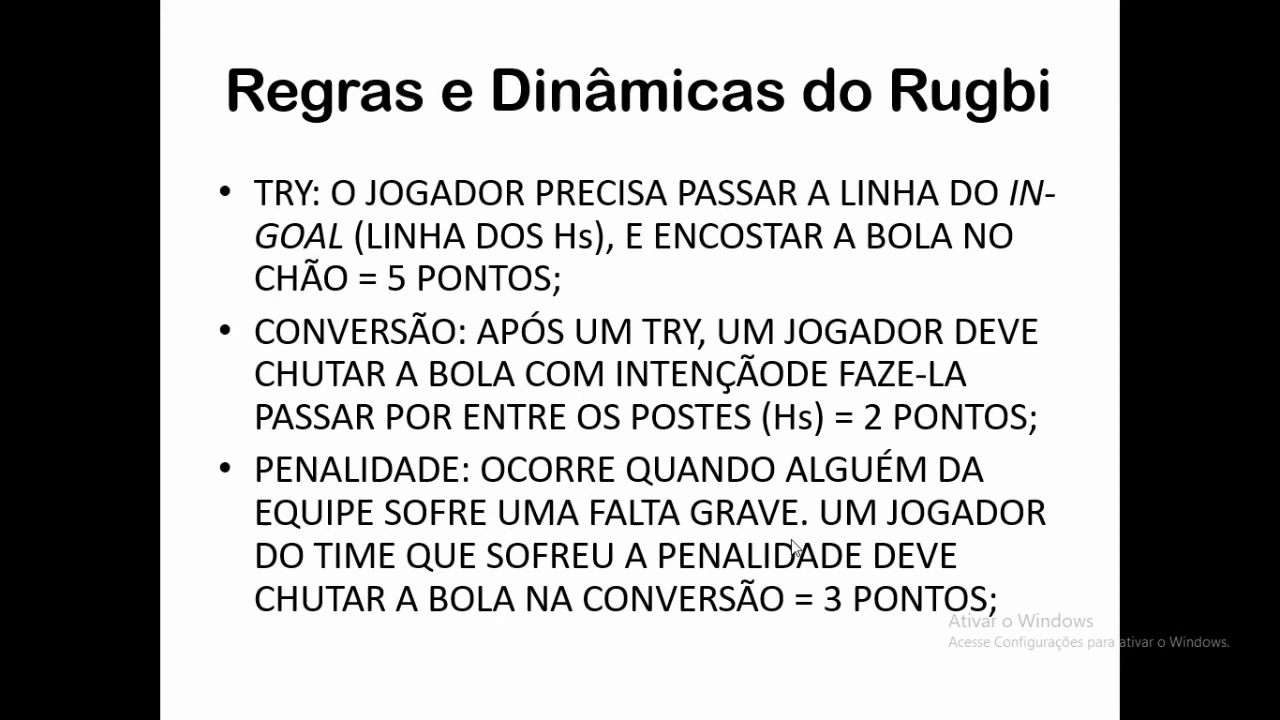 Regras e Dinâmicas do Rugbi
• TRY: O JOGADOR PRECISA PASSAR A LINHA DO IN-
GOAL (LINHA DOS Hs), E ENCOSTAR A BOLA NO
CHÃO = 5 PONTOS;
• CONVERSÃO: APÓS UM TRY, UM JOGADOR DEVE
CHUTAR A BOLA COM INTENÇÃODE FAZE-LA
PASSAR POR ENTRE OS POSTES (Hs) = 2 PONTOS;
• PENALIDADE: OCORRE QUANDO ALGUÉM DA
EQUIPE SOFRE UMA FALTA GRAVE. UM JOGADOR
DO TIME QUE SOFREU A PENALIDADE DEVE
CHUTAR A BOLA NA CONVERSÃO = 3 PONTOS;
Ativar o Windows
Acesse Configurações para ativar o Windows.